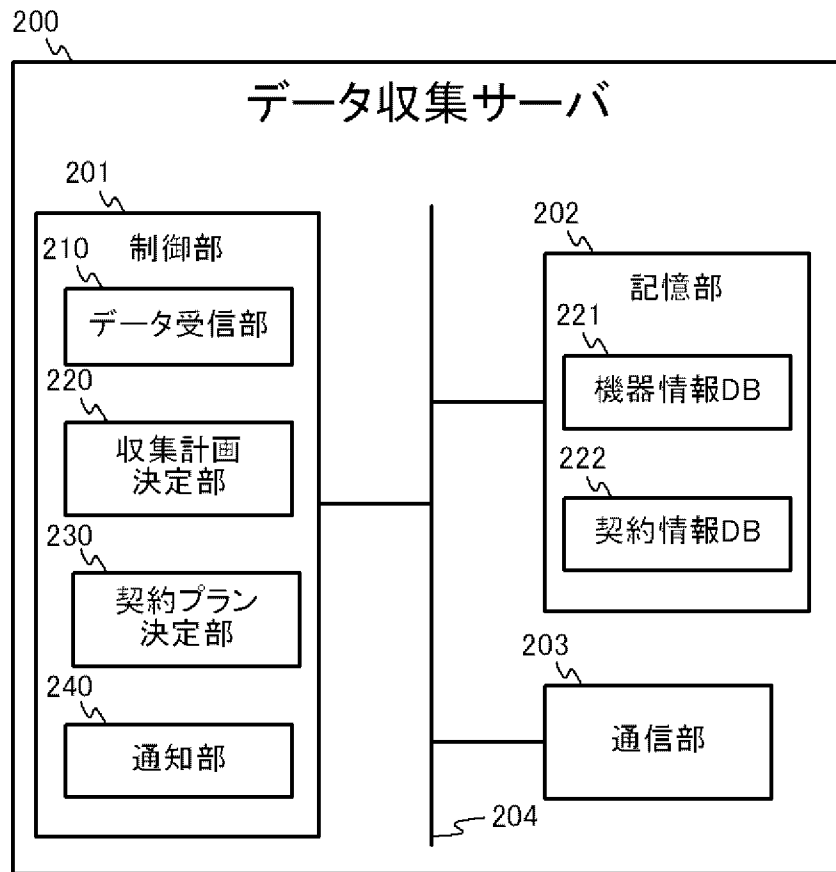 200
データ収集サーバ
201
制御部
210
データ受信部
220
収集計画
決定部
230
契約プラン
決定部
240
通知部
202
記憶部
221
機器情報DB
222
契約情報DB
203
通信部
204